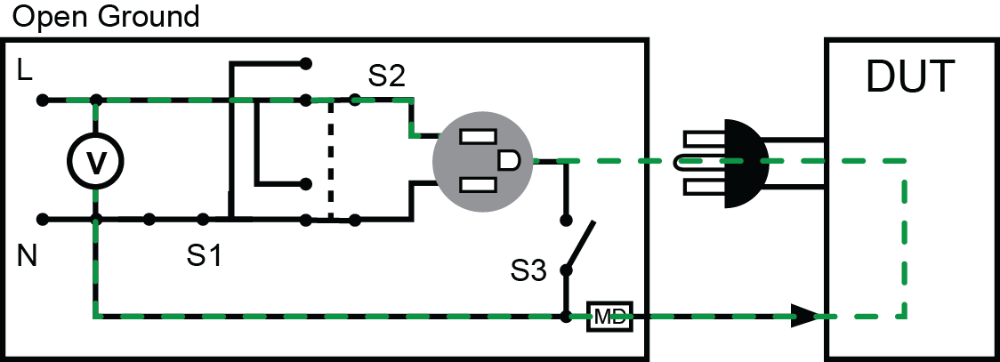 Open Ground
L
S2
DUT
V
N
S1
S3
MD